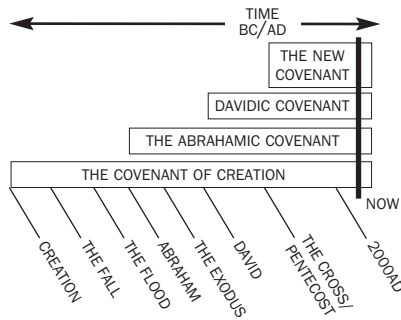 TIME
BC/AD
THE NEW
COVENANT
DAVIDIC COVENANT
THE ABRAHAMIC COVENANT
THE COVENANT OF CREATION
NOW
CREATION
THE FALL
THE FLOOD
ABRAHAM
THE EXODUS
DAVID
THE CROSS/
PENTECOST
2000AD